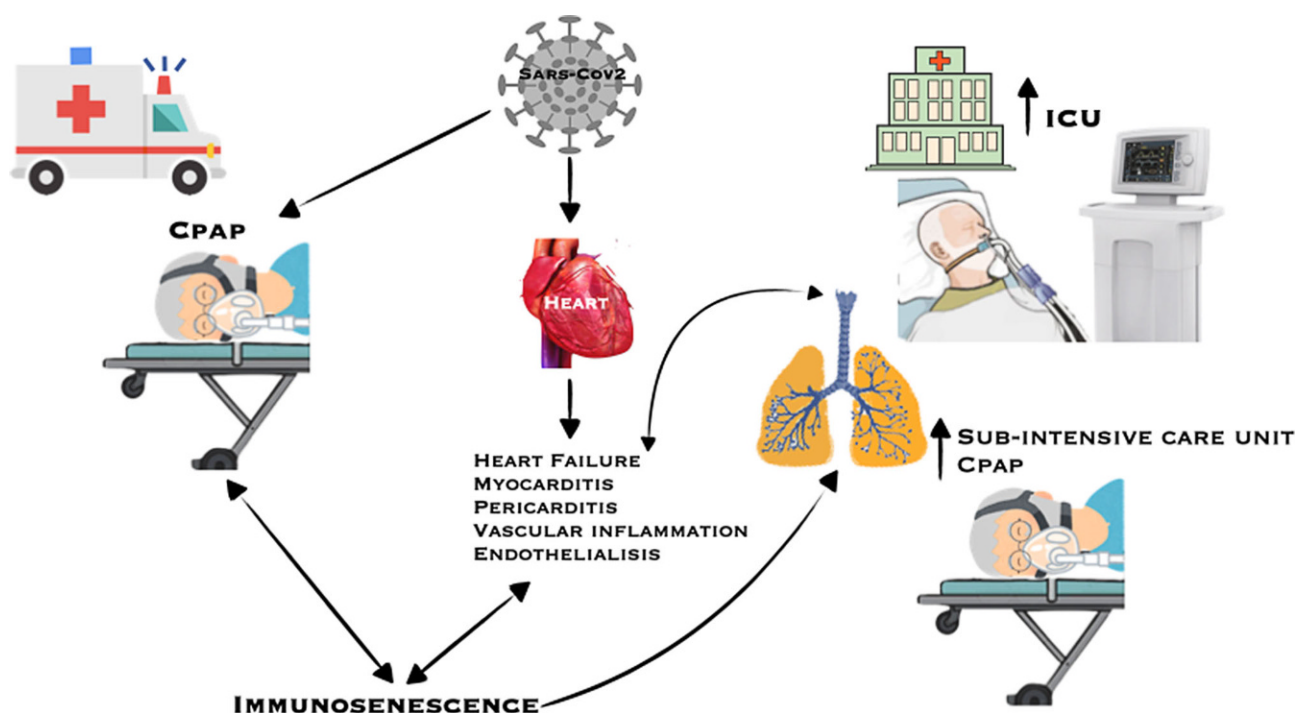 Sars-Cov2
ICU
Cpap
Heart
Heart Failure
Myocarditis
Pericarditis
Vascular inflammation
Endothelialisis
Sub-intensive care unit
Cpap
Immunosenescence